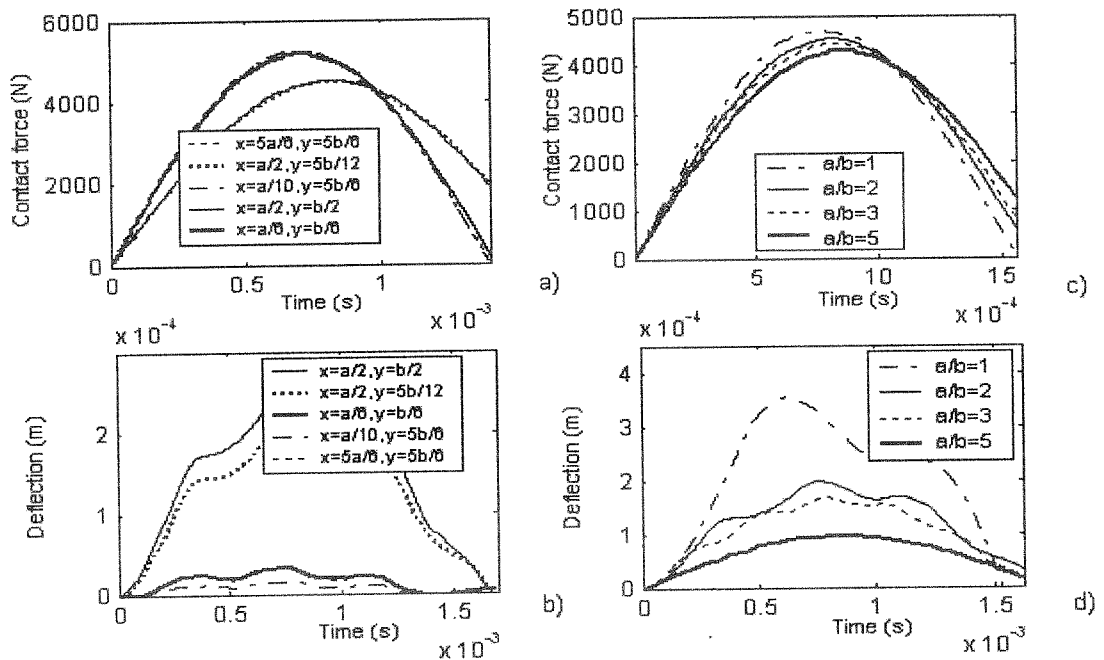 6000
4000
2000
0
Contact force (N)
x=5a/6,y=5b/6
x=a/2,y=5b/12
x=a/10,y=5b/6
x=a/2,y=b/2
x=a/6,y=b/6
0
0.5
1
Time (s)
x 10-3
a)
5000
4000
3000
2000
1000
0
Contact force (N)
a/b=1
a/b=2
a/b=3
a/b=5
5
10
15
Time (s)
x 10-4
c)
x 10-4
2
1
0
Deflection (m)
x=a/2,y=b/2
x=a/2,y=5b/12
x=a/6,y=b/6
x=a/10,y=5b/6
x=5a/6,y=5b/6
0
0.5
1
1.5
Time (s)
x 10-3
b)
x 10-4
4
3
2
1
0
Deflection (m)
a/b=1
a/b=2
a/b=3
a/b=5
0
0.5
1
1.5
Time (s)
x 10-3
d)